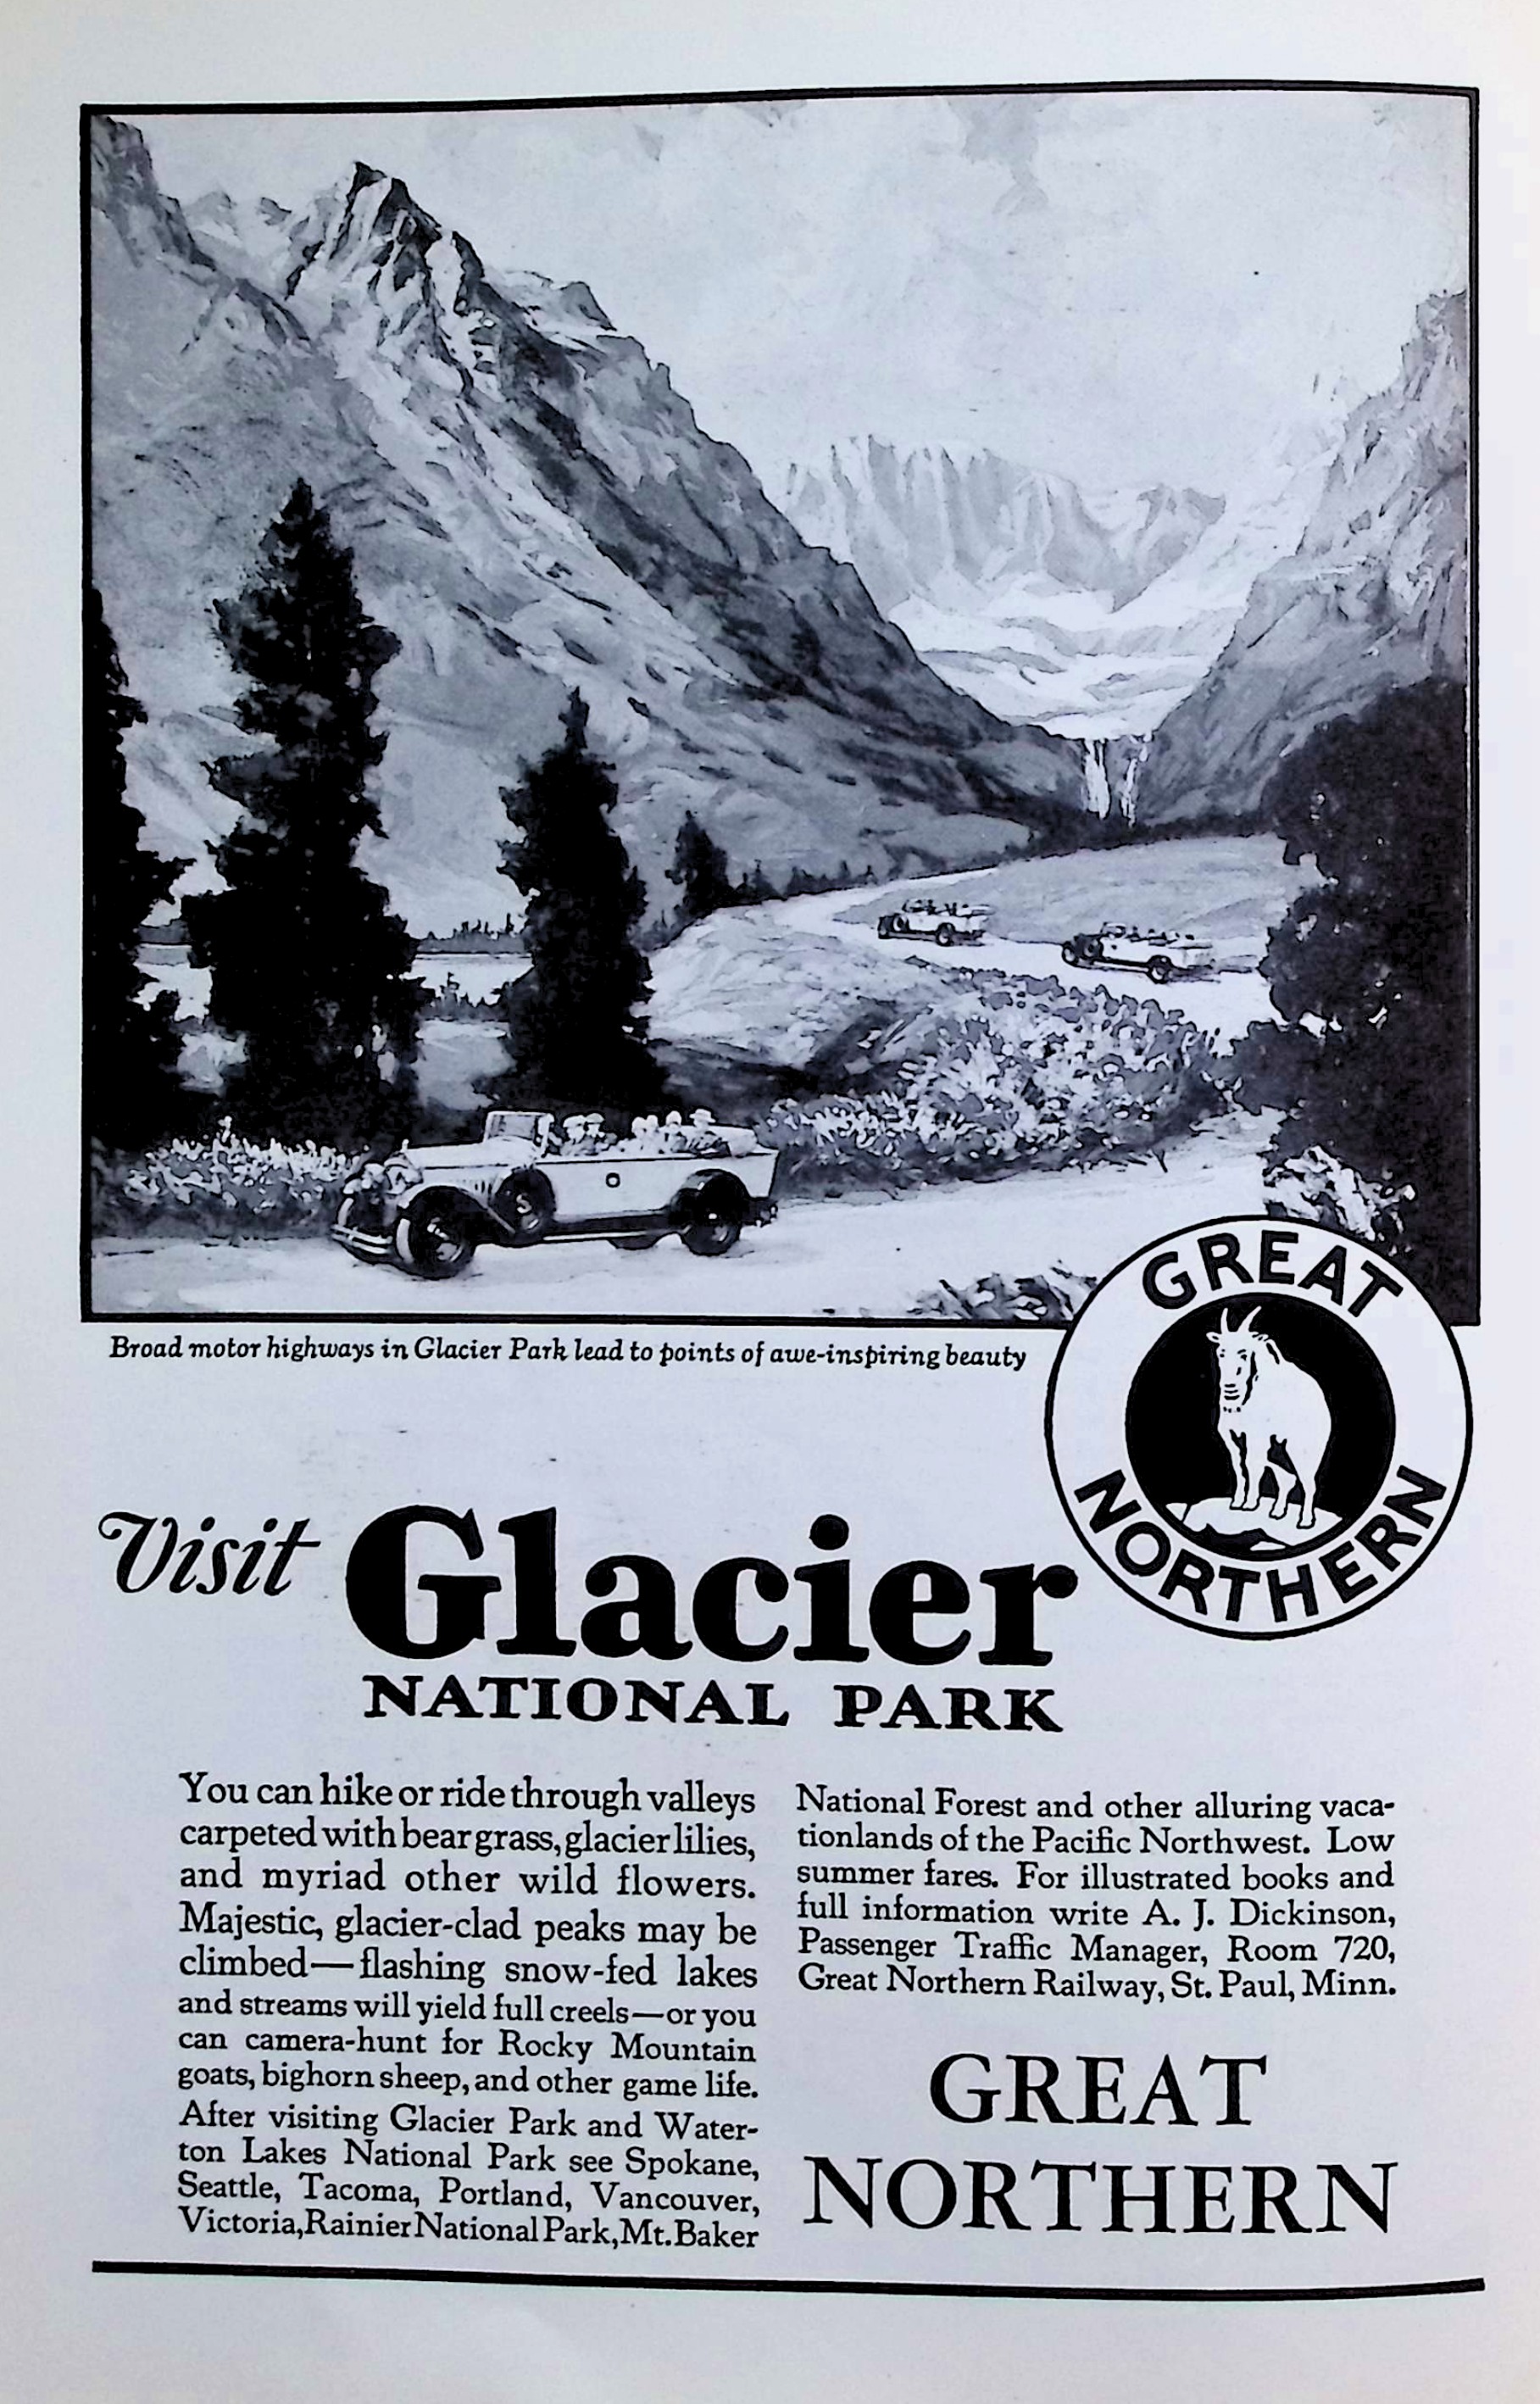 Broad motor highways in Glacier Park lead to points of awe-inspiring beauty
GREAT
NORTHERN
Visit Glacier
NATIONAL PARK
You can hike or ride through valleys
carpeted with bear grass, glacier lilies,
and myriad other wild flowers.
Majestic, glacier-clad peaks may be
climbed—flashing snow-fed lakes
and streams will yield full creels—or you
can camera-hunt for Rocky Mountain
goats, bighorn sheep, and other game life.
After visiting Glacier Park and Water-
ton Lakes National Park see Spokane,
Seattle, Tacoma, Portland, Vancouver,
Victoria, Rainier National Park, Mt. Baker
National Forest and other alluring vaca-
tionlands of the Pacific Northwest. Low
summer fares. For illustrated books and
full information write A. J. Dickinson,
Passenger Traffic Manager, Room 720,
Great Northern Railway, St. Paul, Minn.
GREAT
NORTHERN